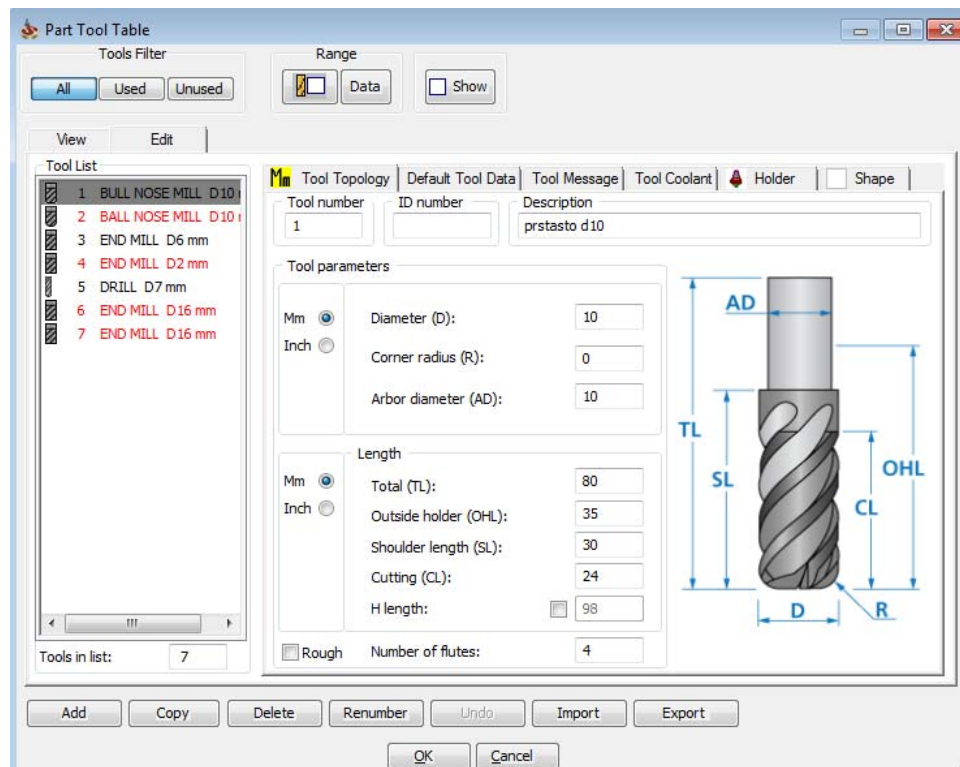 Part Tool Table
Tools Filter
All Used Unused
Range
Data
Show
View Edit
Tool List
1 BULL NOSE MILL D10
2 BALL NOSE MILL D10
3 END MILL D6 mm
4 END MILL D2 mm
5 DRILL D7 mm
6 END MILL D16 mm
7 END MILL D16 mm
Tools in list: 7
Mm Tool Topology Default Tool Data Tool Message Tool Coolant Holder Shape
Tool number ID number Description
1 prstasto d10
Tool parameters
Mm
Inch
Diameter (D): 10
Corner radius (R): 0
Arbor diameter (AD): 10
Length
Mm
Inch
Total (TL): 80
Outside holder (OHL): 35
Shoulder length (SL): 30
Cutting (CL): 24
H length: 98
Rough Number of flutes: 4
AD
TL
SL
OHL
CL
D
R
Add Copy Delete Renumber Undo Import Export
OK Cancel